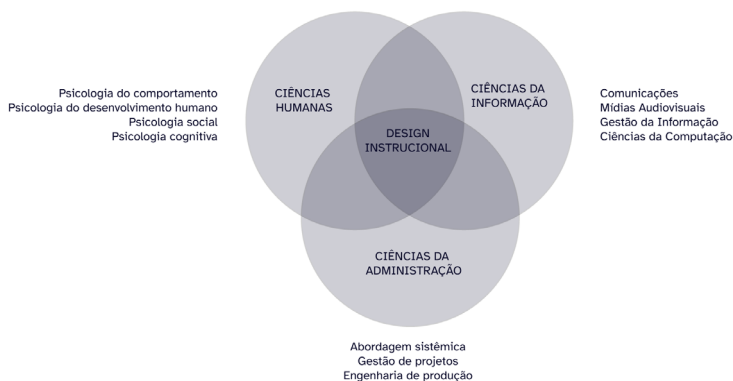 Psicologia do comportamento
Psicologia do desenvolvimento humano
Psicologia social
Psicologia cognitiva
CIÊNCIAS
HUMANAS
CIÊNCIAS DA
INFORMAÇÃO
Comunicações
Mídias Audiovisuais
Gestão da Informação
Ciências da Computação
DESIGN
INSTRUCIONAL
CIÊNCIAS DA
ADMINISTRAÇÃO
Abordagem sistêmica
Gestão de projetos
Engenharia de produção